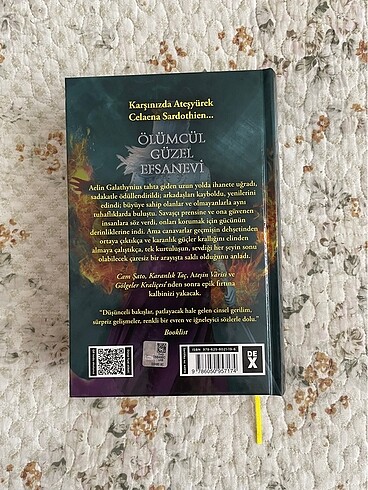 Karşınızda Ateşyürek
Celaena Sardothien...
ÖLÜMCÜL
GÜZEL
EFSANEVİ
Aelin Galathynius tahta giden uzun yolda ihanete uğradı,
sadakatle ödüllendirildi; arkadaşları kayboldu, yenilerini
edindi; büyüye sahip olanlar ve olmayanlarla aynı
tuhaflıklarda buluştu. Savaşçı prensine ve ona güvenen
insanlara söz verdi, onları korumak için gücünün
derinliklerine indi. Ama canavarlar geçmişin dehşetinden
ortaya çıktıkça ve karanlık güçler krallığını elinden
almaya çalıştıkça, tek kurtuluşun, sevdiği her şeyin sonu
olabilecek çaresiz bir arayışta saklı olduğunu anladı.
Cam Şato, Karanlık Taç, Ateşin Vârisi ve
Gölgeler Kraliçesi'nden sonra epik fırtına
kalbinizi yakacak.
"Düşünceli bakışlar, patlayacak hale gelen cinsel gerilim,
sürpriz gelişmeler, renkli bir evren ve iğneleyici sözlerle dolu."
Booklist
DE
X
9 786050 957174